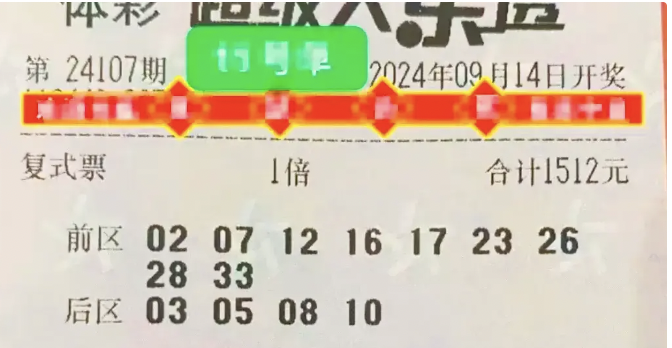 体彩 超级大乐透
第 24107期 2024年09月14日开奖
复式票 1倍 合计1512元
前区 02 07 12 16 17 23 26
28 33
后区 03 05 08 10